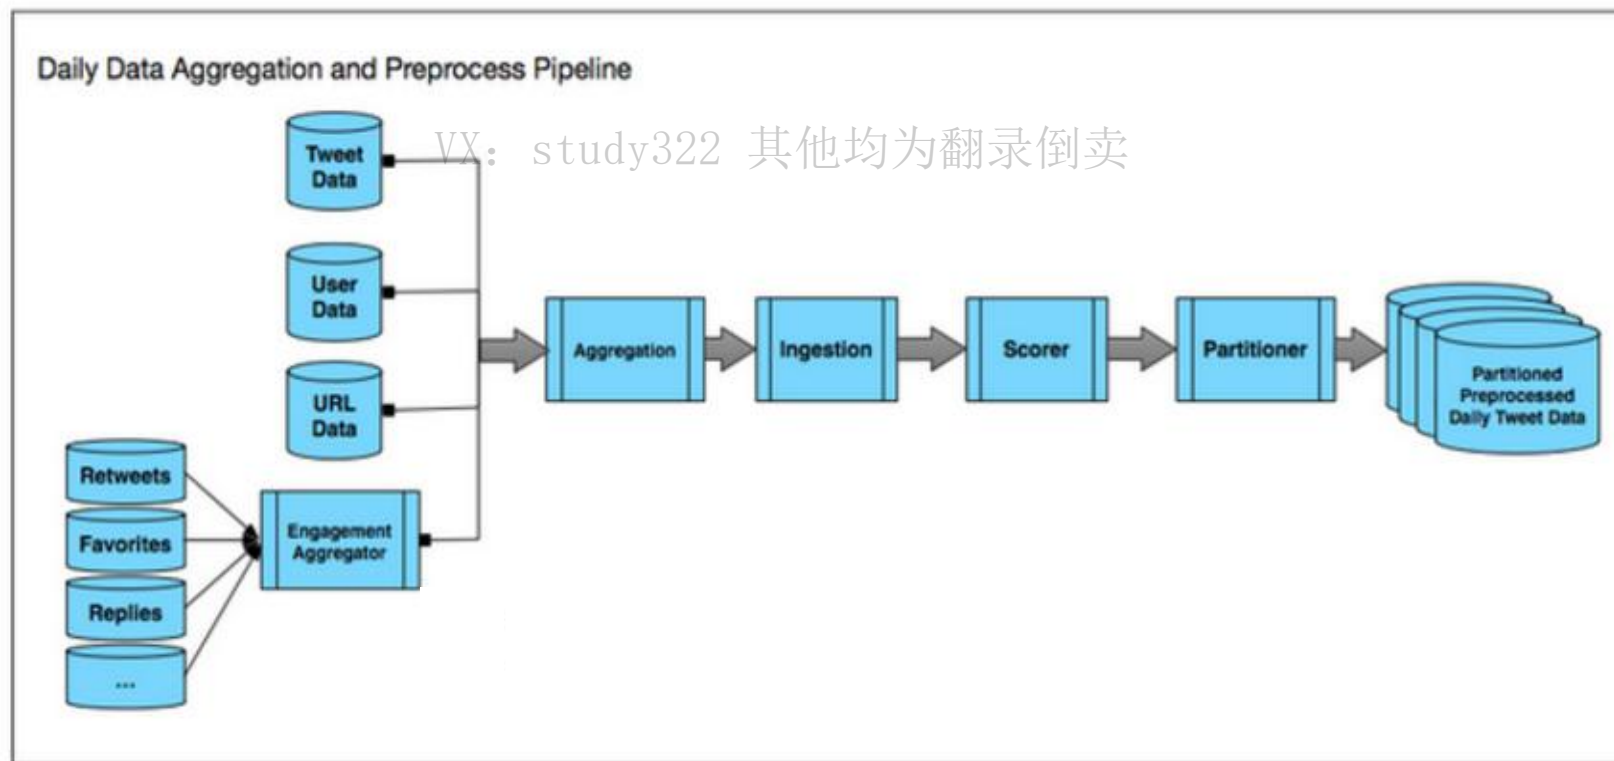 Daily Data Aggregation and Preprocess Pipeline
VX: study322 其他均为翻录倒卖
Tweet
Data
User
Data
URL
Data
Retweets
Favorites
Replies
...
Engagement
Aggregator
Aggregation
Ingestion
Scorer
Partitioner
Partitioned
Preprocessed
Daily Tweet Data